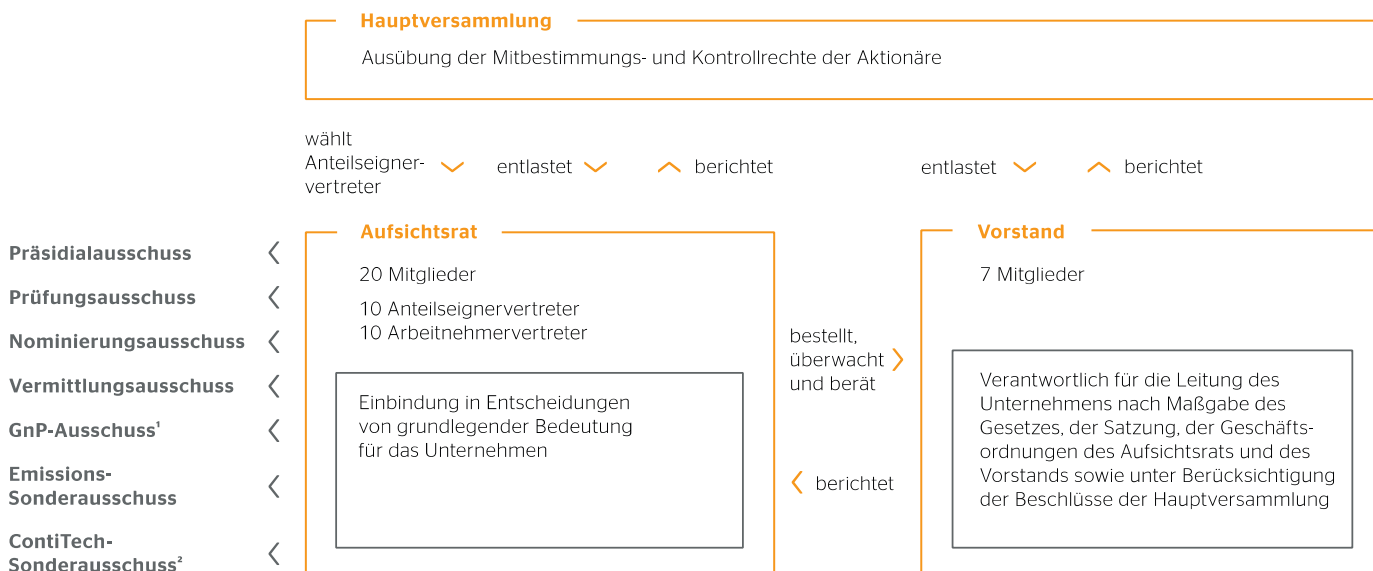 Hauptversammlung
Ausübung der Mitbestimmungs- und Kontrollrechte der Aktionäre
wählt
Anteilseigner-
vertreter
entlastet
berichtet
entlastet
berichtet
Präsidialausschuss
Prüfungsausschuss
Nominierungsausschuss
Vermittlungsausschuss
GnP-Ausschuss¹
Emissions-
Sonderausschuss
ContiTech-
Sonderausschuss²
Aufsichtsrat
20 Mitglieder
10 Anteilseignervertreter
10 Arbeitnehmervertreter
Einbindung in Entscheidungen
von grundlegender Bedeutung
für das Unternehmen
bestellt,
überwacht
und berät
berichtet
Vorstand
7 Mitglieder
Verantwortlich für die Leitung des
Unternehmens nach Maßgabe des
Gesetzes, der Satzung, der Geschäfts-
ordnungen des Aufsichtsrats und des
Vorstands sowie unter Berücksichtigung
der Beschlüsse der Hauptversammlung